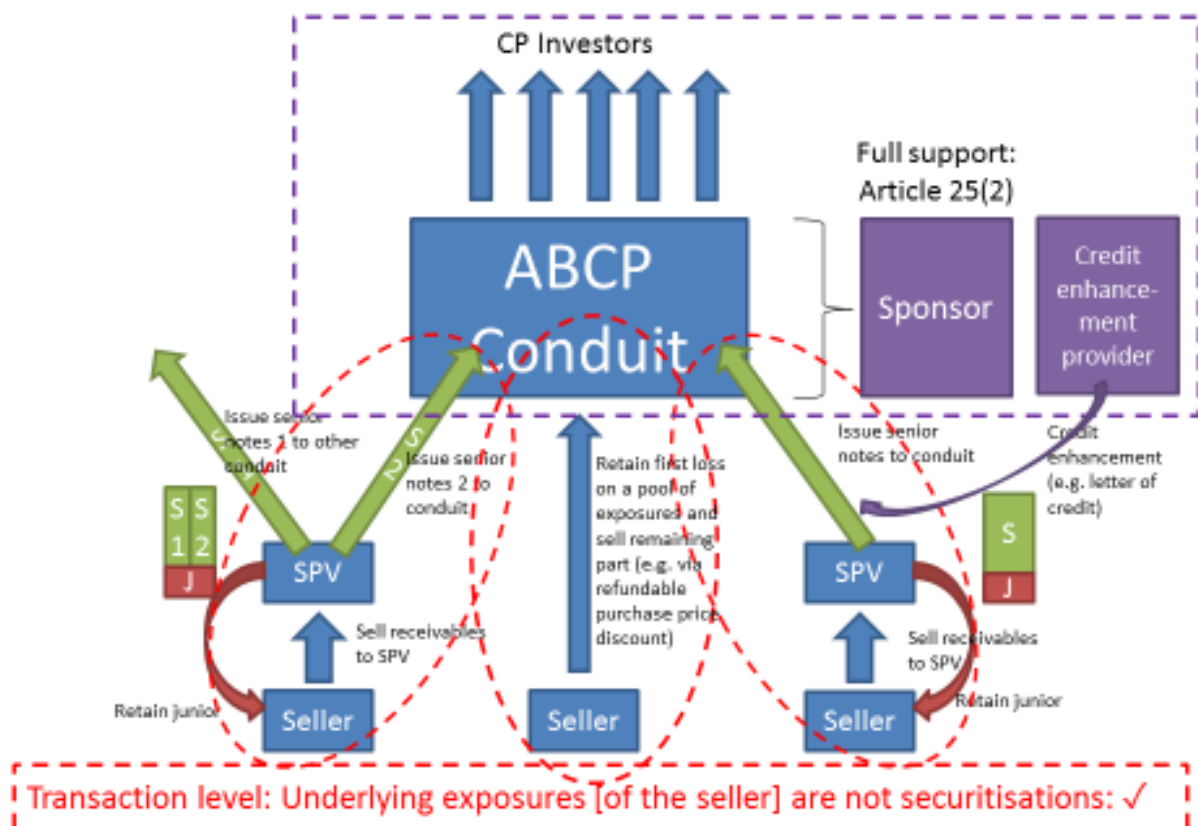 CP Investors
Full support:
Article 25(2)
ABCP
Conduit
Sponsor
Credit
enhance-
ment
provider
Issue senior
notes 1 to other
conduit
S 2
Issue senior
notes 2 to
conduit
Retain first loss
on a pool of
exposures and
sell remaining
part (e.g. via
refundable
purchase price
discount)
Issue senior
notes to conduit
Credit
enhancement
(e.g. letter of
credit)
S S
1 2
J
SPV
SPV
S
J
Sell receivables
to SPV
Sell receivables
to SPV
Retain junior
Seller
Seller
Seller
Retain junior
Transaction level: Underlying exposures [of the seller] are not securitisations: √